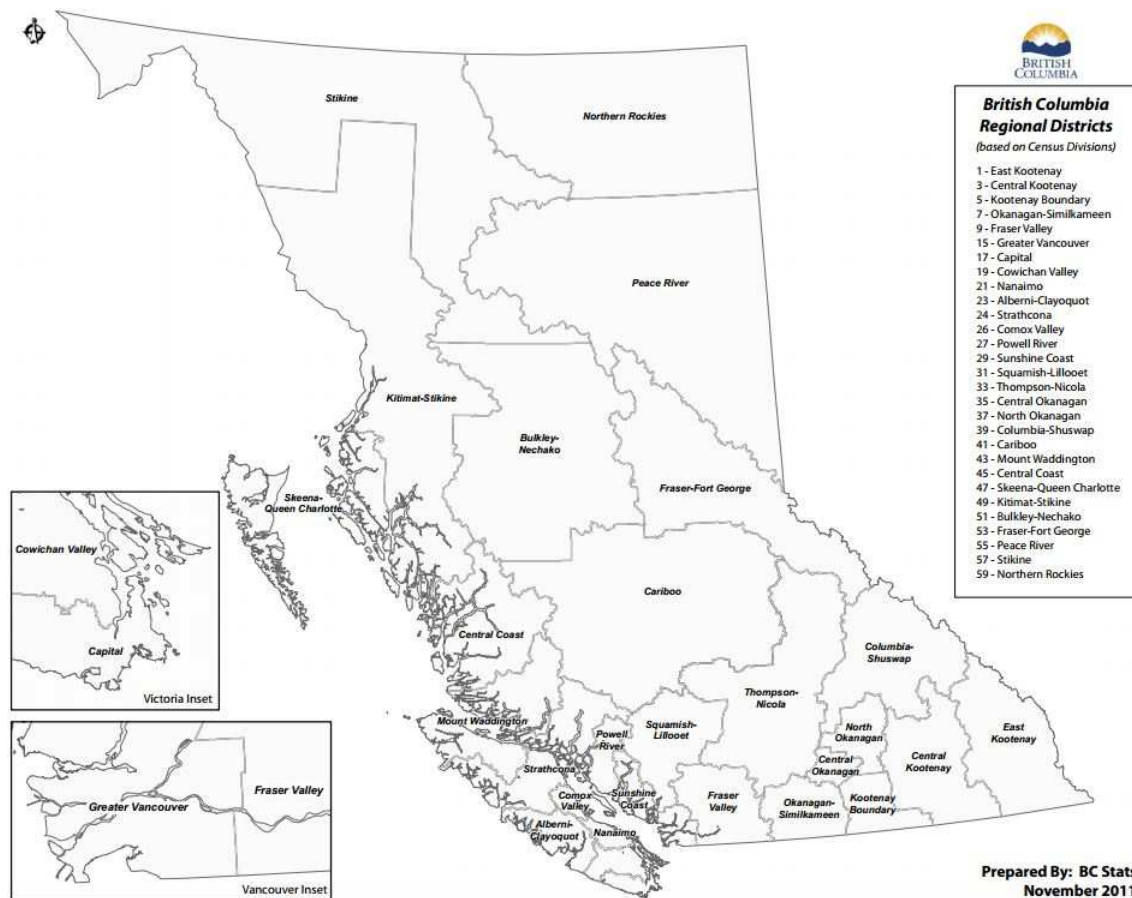 BRITISH
COLUMBIA
British Columbia
Regional Districts
(based on Census Divisions)
1 - East Kootenay
3 - Central Kootenay
5 - Kootenay Boundary
7 - Okanagan-Similkameen
9 - Fraser Valley
15 - Greater Vancouver
17 - Capital
19 - Cowichan Valley
21 - Nanaimo
23 - Alberni-Clayoquot
24 - Strathcona
26 - Comox Valley
27 - Powell River
29 - Sunshine Coast
31 - Squamish-Lillooet
33 - Thompson-Nicola
35 - Central Okanagan
37 - North Okanagan
39 - Columbia-Shuswap
41 - Cariboo
43 - Mount Waddington
45 - Central Coast
47 - Skeena-Queen Charlotte
49 - Kitimat-Stikine
51 - Bulkley-Nechako
53 - Fraser-Fort George
55 - Peace River
57 - Stikine
59 - Northern Rockies
Stikine
Northern Rockies
Peace River
Kitimat-Stikine
Bulkley-
Nechako
Fraser-Fort George
Skeena-
Queen Charlotte
Cariboo
Central Coast
Columbia-
Shuswap
Thompson-
Nicola
Mount Waddington
Powell
River
Squamish-
Lillooet
North
Okanagan
East
Kootenay
Central
Kootenay
Central
Okanagan
Strathcona
Comox
Valley
Sunshine
Coast
Fraser
Valley
Okanagan-
Similkameen
Kootenay
Boundary
Alberni-
Clayoquot
Nanaimo
Cowichan Valley
Capital
Victoria Inset
Greater Vancouver
Fraser Valley
Vancouver Inset
Prepared By: BC Stats
November 2011